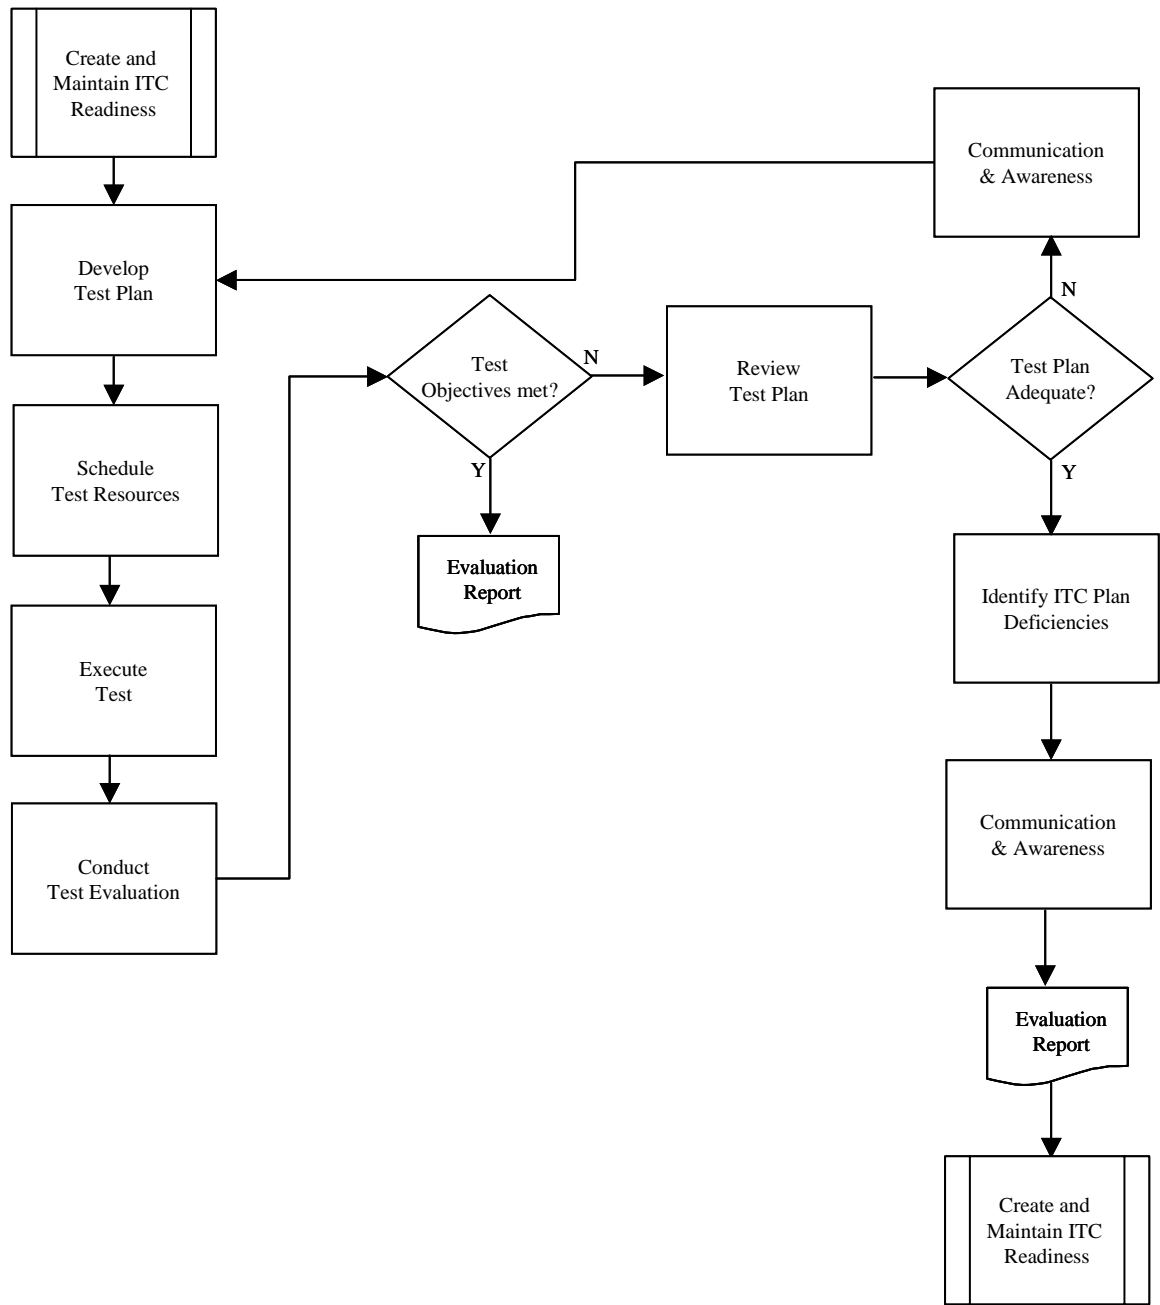 Create and
Maintain ITC
Readiness
Communication
& Awareness
Develop
Test Plan
N
Test
Objectives met?
N
Review
Test Plan
Test Plan
Adequate?
Y
Y
Schedule
Test Resources
Evaluation
Report
Identify ITC Plan
Deficiencies
Execute
Test
Communication
& Awareness
Conduct
Test Evaluation
Evaluation
Report
Create and
Maintain ITC
Readiness